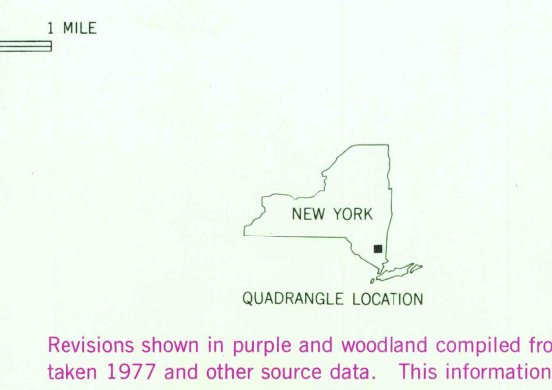 1 MILE
NEW YORK
QUADRANGLE LOCATION
Revisions shown in purple and woodland compiled fro
taken 1977 and other source data. This information